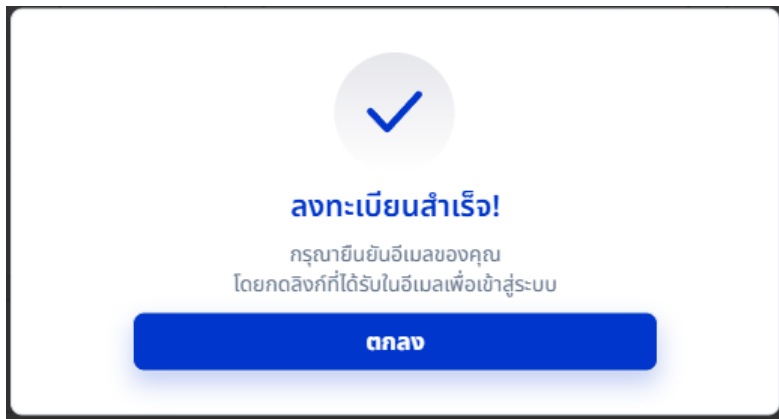 ลงทะเบียนสำเร็จ!
กรุณายืนยันอีเมลของคุณ
โดยกดลิงก์ที่ได้รับในอีเมลเพื่อเข้าสู่ระบบ
ตกลง